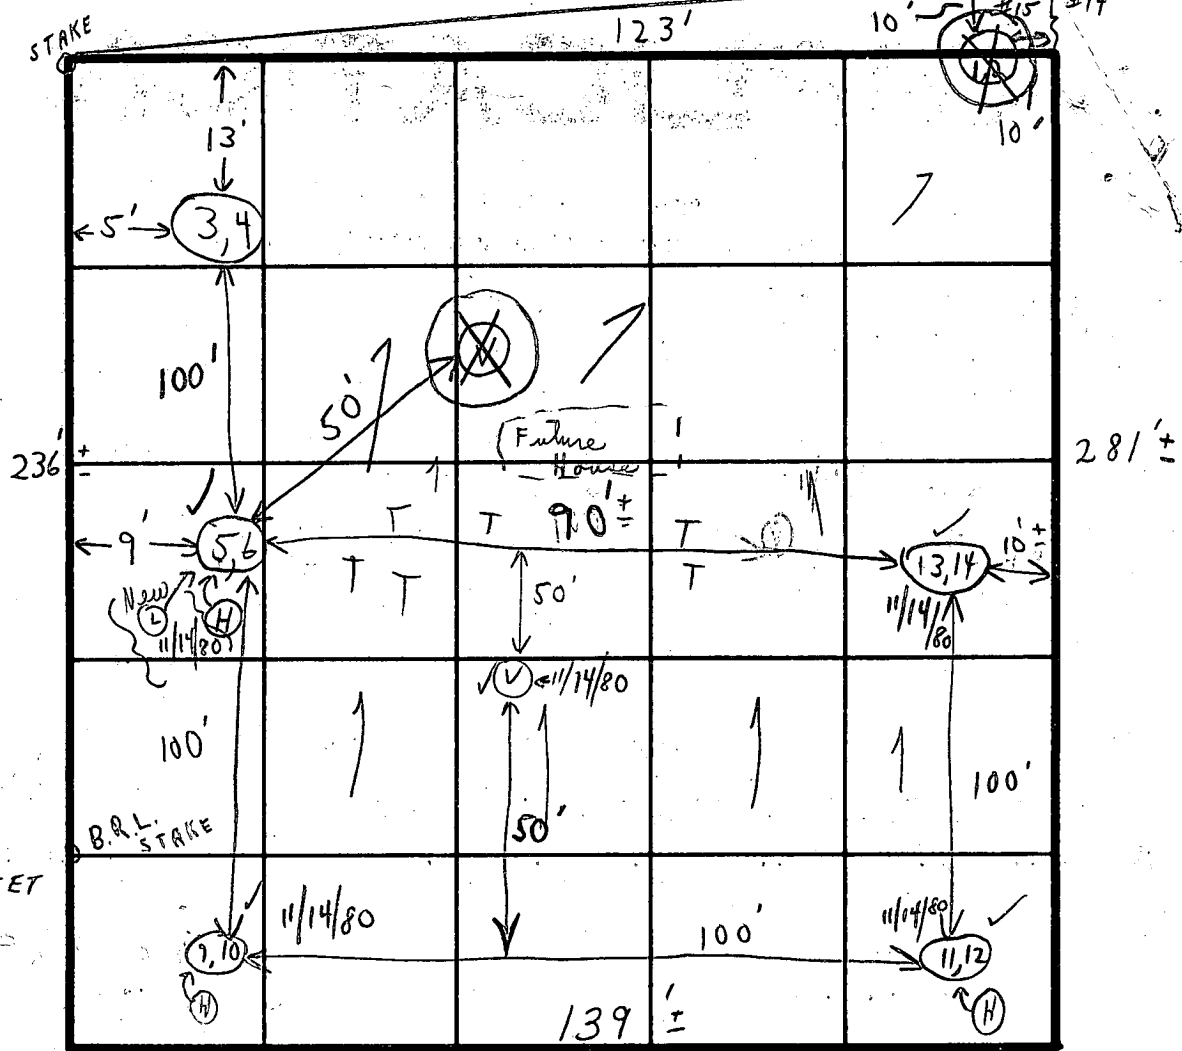 STAKE
123'
10'
#15
#14
10'
13'
5'
3,4
100'
50'
V
Future
House
236' ±
281' ±
90' ±
9'
5,6
T T T
T T T
13,14
10' ±
New
L
H
11/14/80
50'
11/14/80
V
11/14/80
100'
50'
100'
B.R.L.
STAKE
ET
11/14/80
11/14/80
9,10
100'
11,12
H
H
139' ±